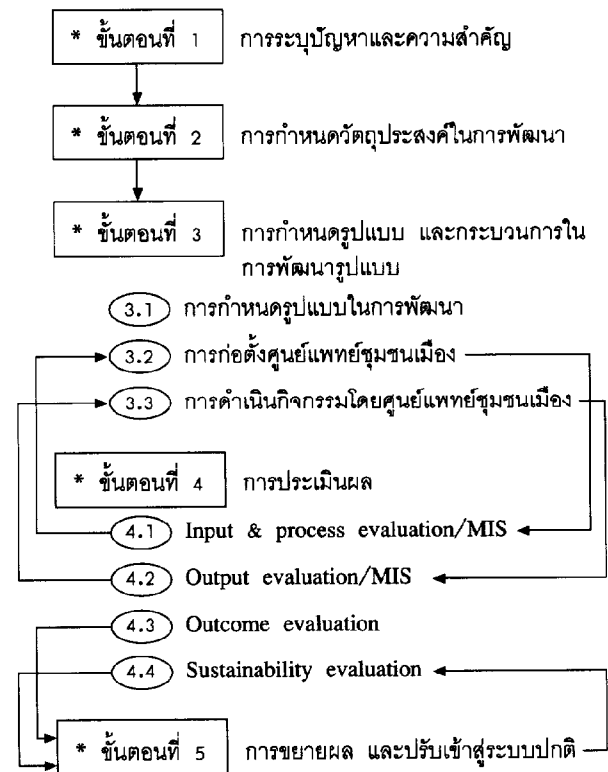 * ขั้นตอนที่ 1 การระบุปัญหาและความสำคัญ
* ขั้นตอนที่ 2 การกำหนดวัตถุประสงค์ในการพัฒนา
* ขั้นตอนที่ 3 การกำหนดรูปแบบ และกระบวนการใน
การพัฒนารูปแบบ
3.1 การกำหนดรูปแบบในการพัฒนา
3.2 การก่อตั้งศูนย์แพทย์ชุมชนเมือง
3.3 การดำเนินกิจกรรมโดยศูนย์แพทย์ชุมชนเมือง
* ขั้นตอนที่ 4 การประเมินผล
4.1 Input & process evaluation/MIS
4.2 Output evaluation/MIS
4.3 Outcome evaluation
4.4 Sustainability evaluation
* ขั้นตอนที่ 5 การขยายผล และปรับเข้าสู่ระบบปกติ